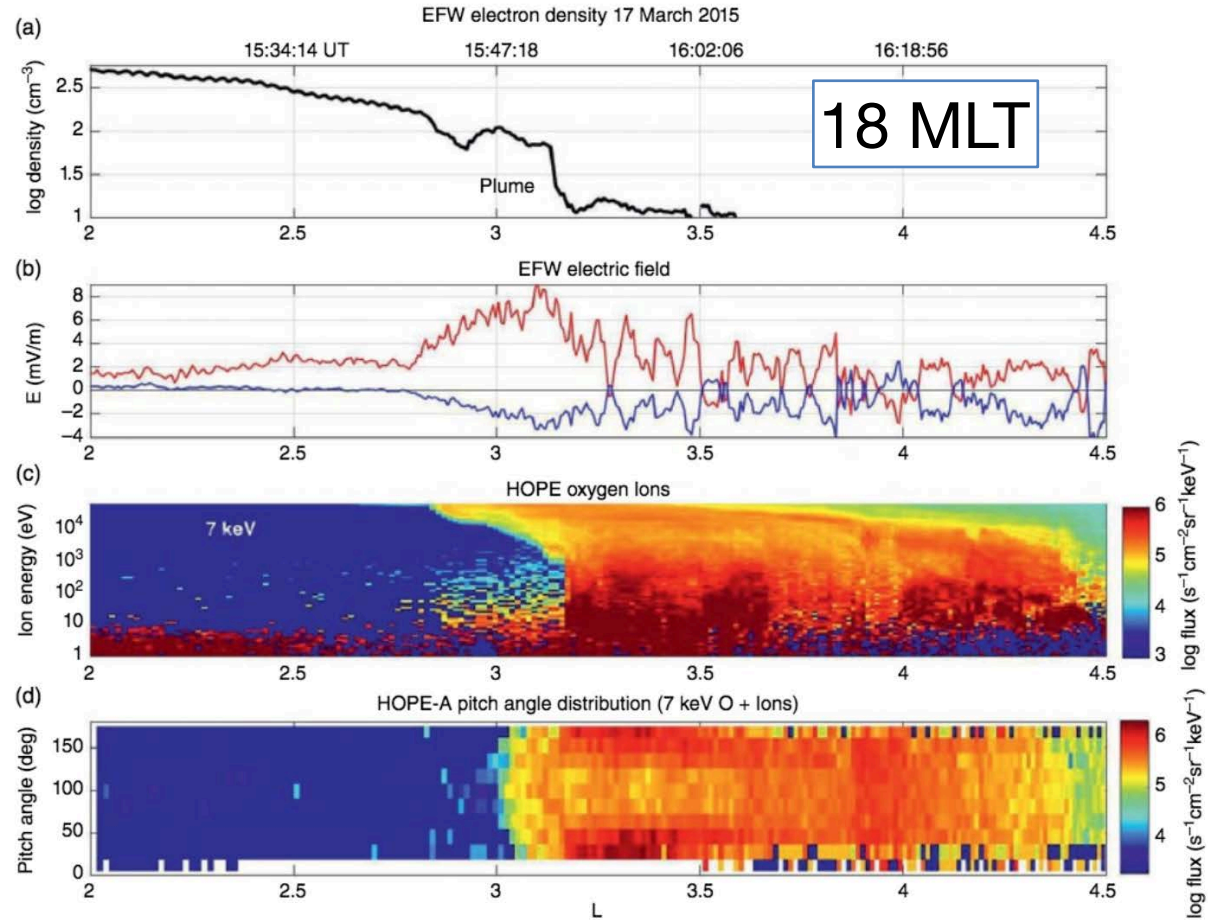 EFW electron density 17 March 2015
(a)
15:34:14 UT 15:47:18 16:02:06 16:18:56
log density (cm⁻³)
2.5
2
1.5
1
18 MLT
Plume
2 2.5 3 3.5 4 4.5
(b)
EFW electric field
E (mV/m)
8
6
4
2
0
−2
−4
2 2.5 3 3.5 4 4.5
(c)
HOPE oxygen Ions
Ion energy (eV)
10⁴
10³
10²
10
1
7 keV
2 2.5 3 3.5 4 4.5
6
5
4
3
log flux (s⁻¹cm⁻²sr⁻¹keV⁻¹)
(d)
HOPE-A pitch angle distribution (7 keV O + Ions)
Pitch angle (deg)
150
100
50
0
2 2.5 3 3.5 4 4.5
L
6
5
4
log flux (s⁻¹cm⁻²sr⁻¹keV⁻¹)